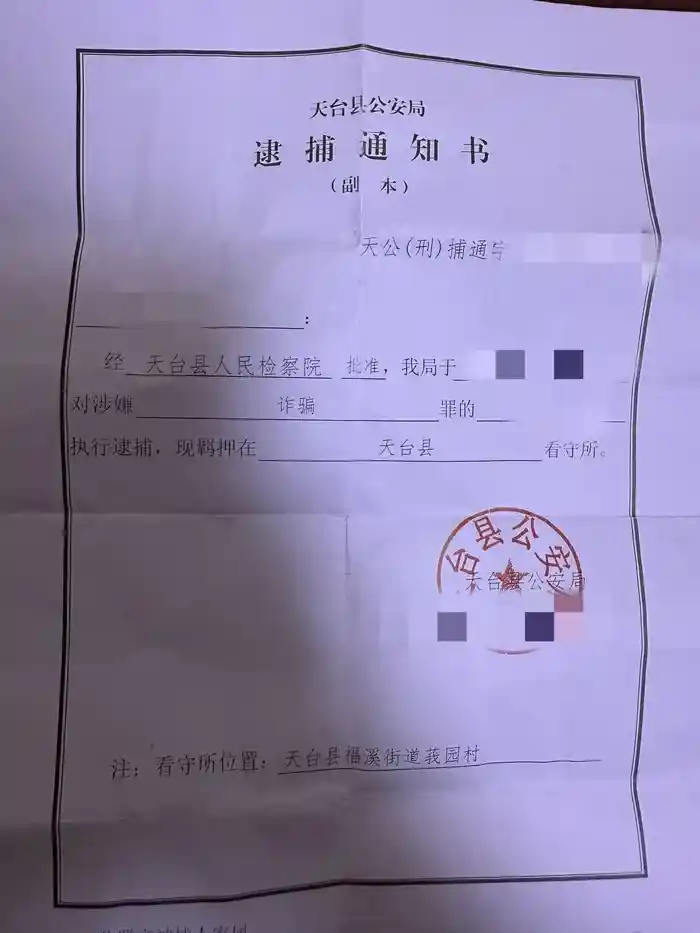 天台县公安局
逮捕通知书
（副 本）
天公(刑)捕通字
：
经 天台县人民检察院 批准，我局于
对涉嫌 诈骗 罪的
执行逮捕，现羁押在 天台县 看守所。
台县公安
天台县公安局
注：看守所位置：天台县福溪街道莪园村